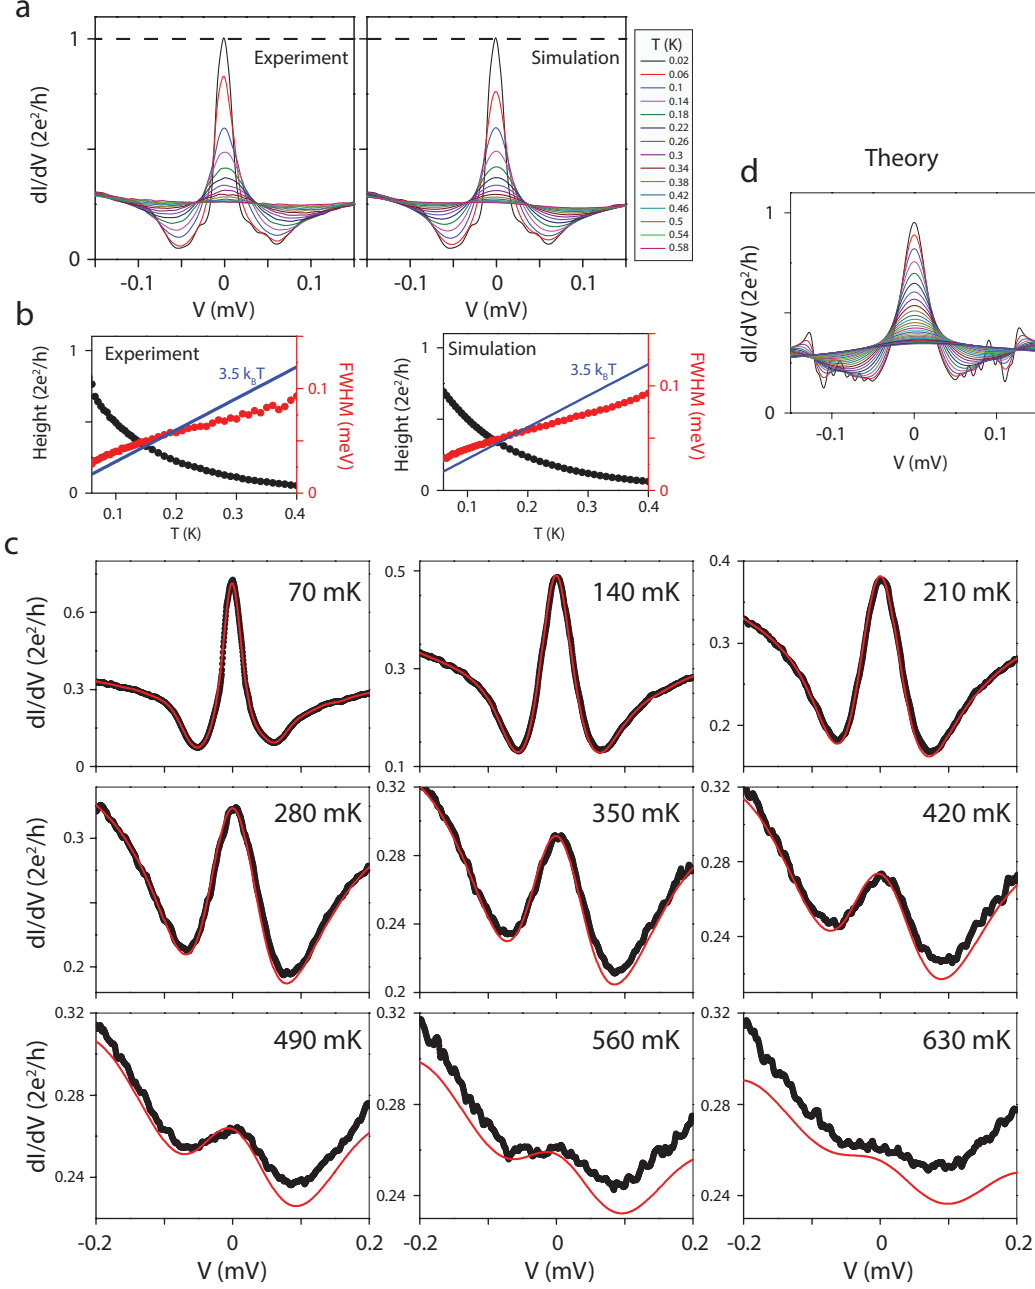 a
1
Experiment
Simulation
dI/dV (2e²/h)
0
-0.1
0
0.1
V (mV)
-0.1
0
0.1
V (mV)
T (K)
0.02
0.06
0.1
0.14
0.18
0.22
0.26
0.3
0.34
0.38
0.42
0.46
0.5
0.54
0.58
Theory
d
1
dI/dV (2e²/h)
0
-0.1
0
0.1
V (mV)
b
1
Experiment
3.5 k_BT
Height (2e²/h)
0
0.1
0
FWHM (meV)
0.1
0.2
0.3
0.4
T (K)
1
Simulation
3.5 k_BT
Height (2e²/h)
0
0.1
0
FWHM (meV)
0.1
0.2
0.3
0.4
T (K)
c
70 mK
dI/dV (2e²/h)
0.6
0.3
0
140 mK
0.5
0.3
0.1
210 mK
0.4
0.3
0.2
280 mK
dI/dV (2e²/h)
0.3
0.2
350 mK
0.32
0.28
0.24
0.2
420 mK
0.32
0.28
0.24
490 mK
dI/dV (2e²/h)
0.32
0.28
0.24
-0.2
0
0.2
V (mV)
560 mK
0.32
0.28
0.24
-0.2
0
0.2
V (mV)
630 mK
0.32
0.28
0.24
-0.2
0
0.2
V (mV)